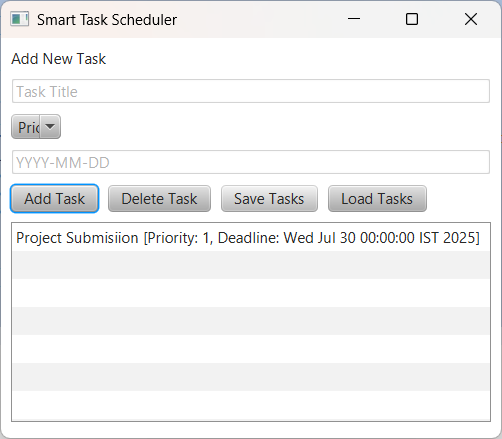 Smart Task Scheduler
Add New Task
Task Title
Pric
YYYY-MM-DD
Add Task Delete Task Save Tasks Load Tasks
Project Submisiion [Priority: 1, Deadline: Wed Jul 30 00:00:00 IST 2025]